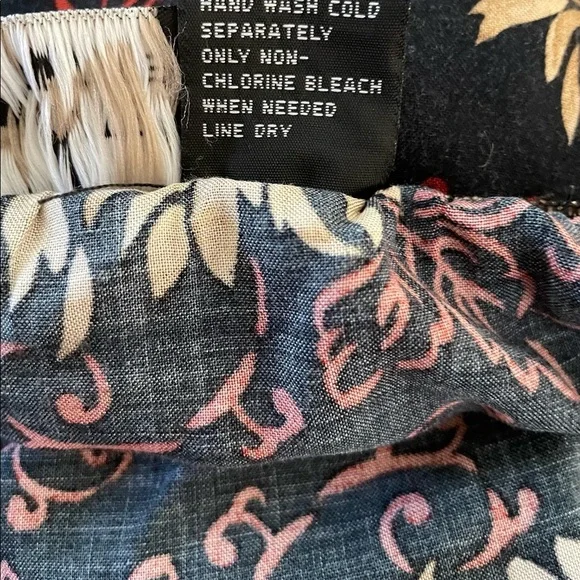 HAND WASH COLD
SEPARATELY
ONLY NON-
CHLORINE BLEACH
WHEN NEEDED
LINE DRY